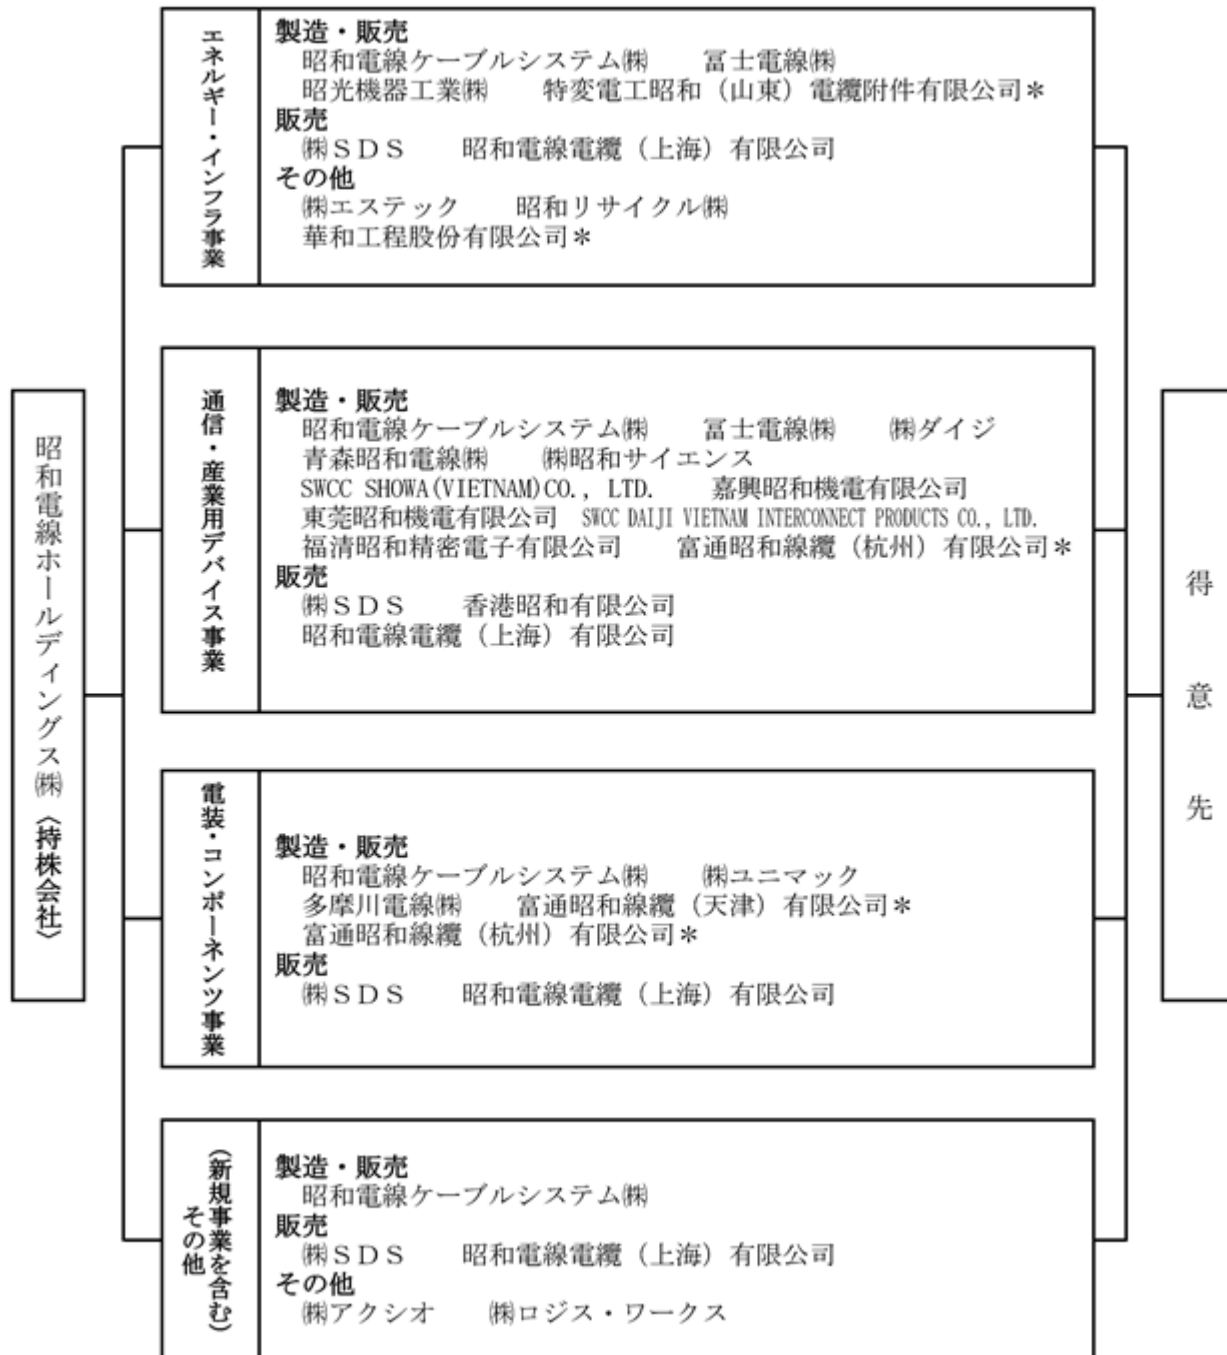 昭和電線ホールディングス㈱〈持株会社〉
エネルギー・インフラ事業
製造・販売
昭和電線ケーブルシステム㈱　冨士電線㈱
昭光機器工業㈱　特変電工昭和（山東）電纜附件有限公司＊
販売
㈱ＳＤＳ　昭和電線電纜（上海）有限公司
その他
㈱エステック　昭和リサイクル㈱
華和工程股份有限公司＊
通信・産業用デバイス事業
製造・販売
昭和電線ケーブルシステム㈱　冨士電線㈱　㈱ダイジ
青森昭和電線㈱　㈱昭和サイエンス
SWCC SHOWA(VIETNAM)CO., LTD.　嘉興昭和機電有限公司
東莞昭和機電有限公司　SWCC DAIJI VIETNAM INTERCONNECT PRODUCTS CO., LTD.
福清昭和精密電子有限公司　富通昭和線纜（杭州）有限公司＊
販売
㈱ＳＤＳ　香港昭和有限公司
昭和電線電纜（上海）有限公司
電装・コンポーネンツ事業
製造・販売
昭和電線ケーブルシステム㈱　㈱ユニマック
多摩川電線㈱　富通昭和線纜（天津）有限公司＊
富通昭和線纜（杭州）有限公司＊
販売
㈱ＳＤＳ　昭和電線電纜（上海）有限公司
（新規事業を含む）
その他
製造・販売
昭和電線ケーブルシステム㈱
販売
㈱ＳＤＳ　昭和電線電纜（上海）有限公司
その他
㈱アクシオ　㈱ロジス・ワークス
得意先